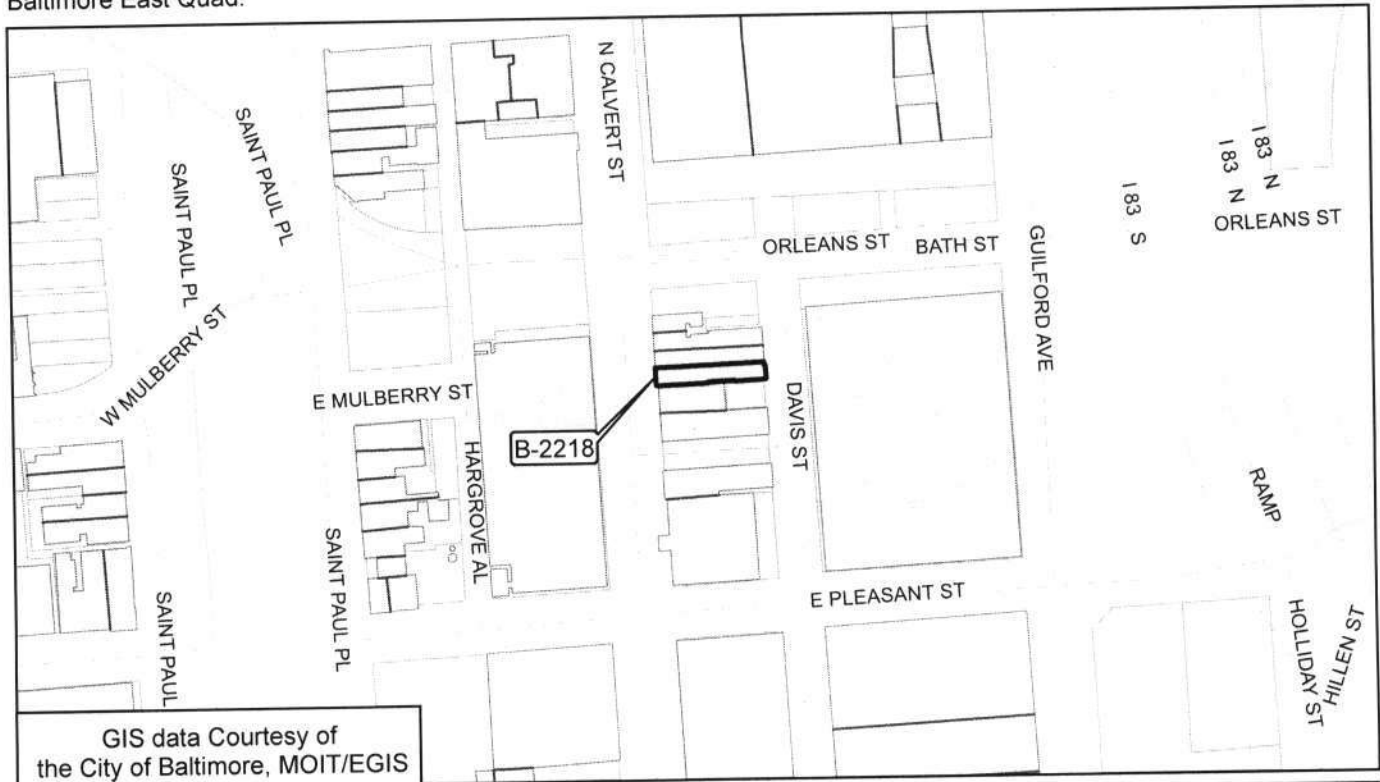 Baltimore East Quad.
N CALVERT ST
SAINT PAUL PL
SAINT PAUL PL
I 83 N
I 83 N
I 83 S
ORLEANS ST
ORLEANS ST
BATH ST
GUILFORD AVE
W MULBERRY ST
E MULBERRY ST
B-2218
HARGROVE AL
DAVIS ST
RAMP
SAINT PAUL PL
E PLEASANT ST
SAINT PAUL
HOLLIDAY ST
HILLEN ST
GIS data Courtesy of
the City of Baltimore, MOIT/EGIS